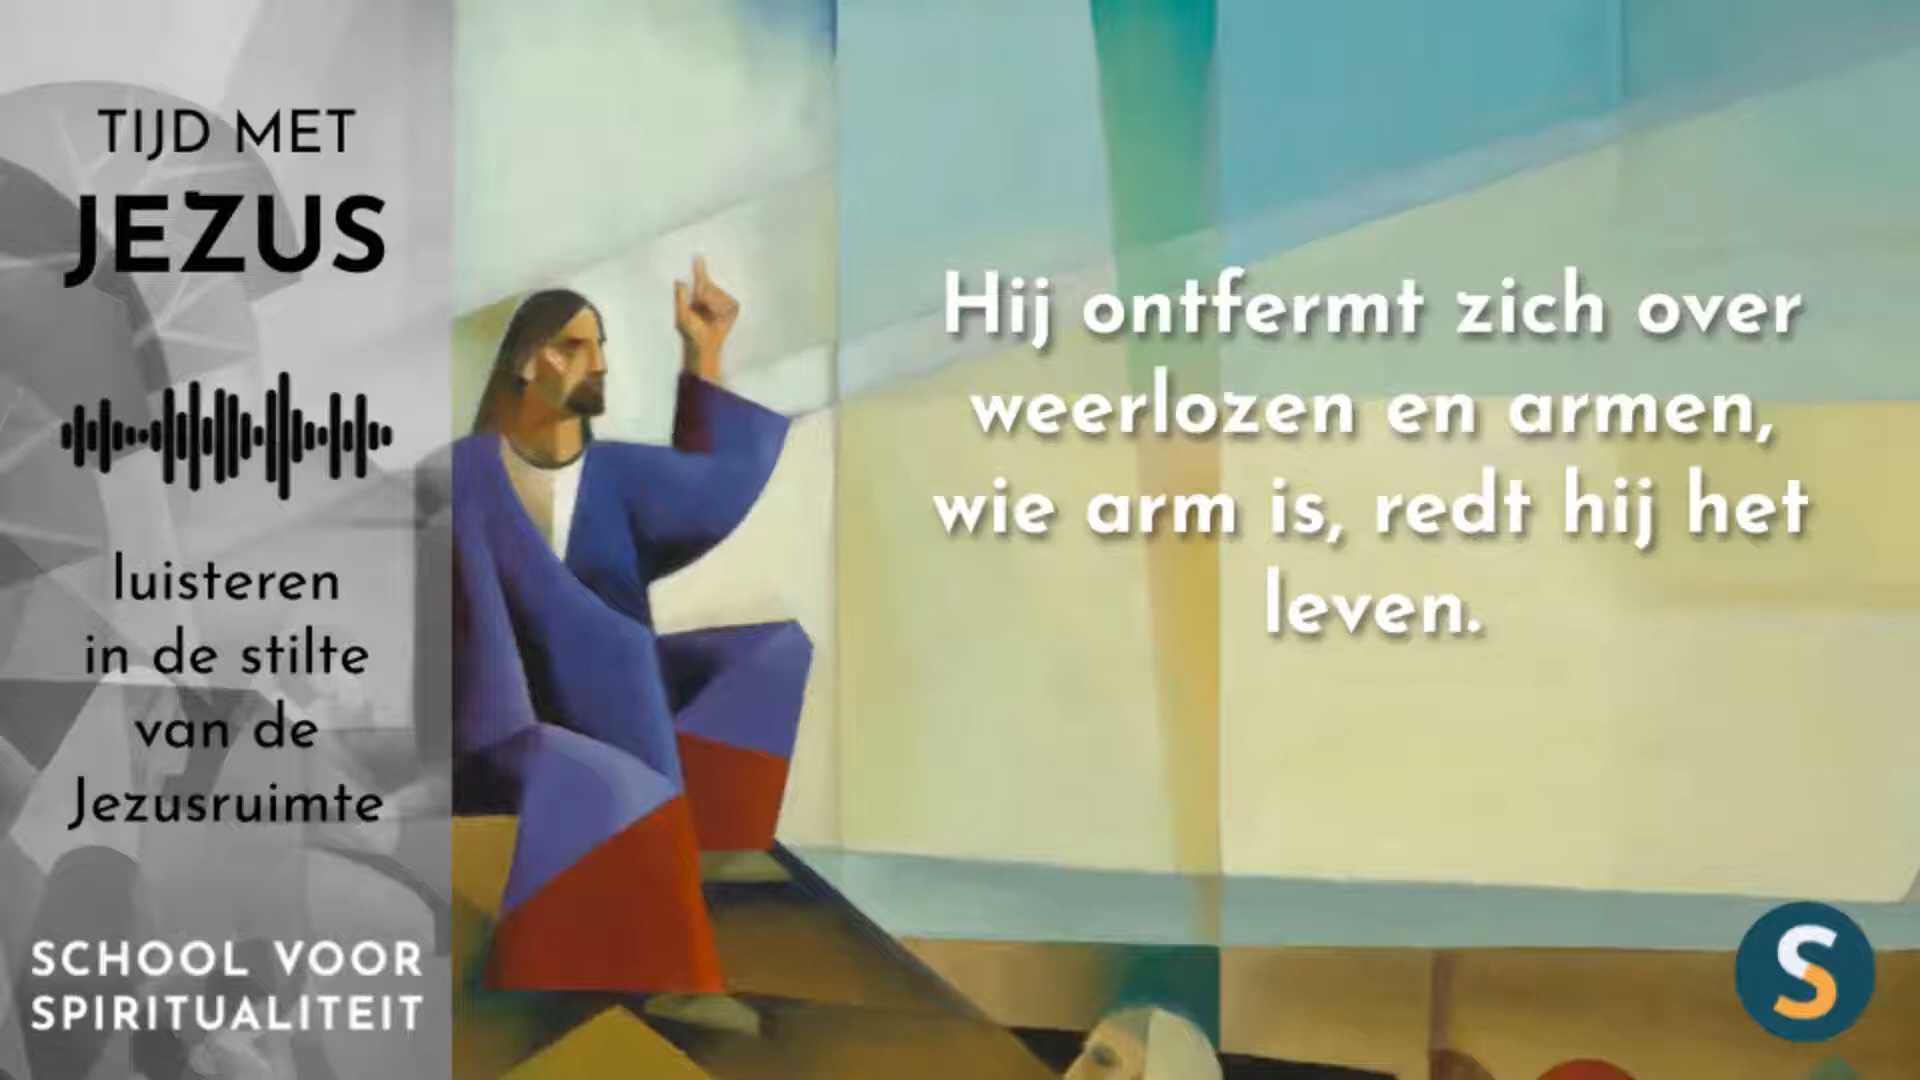 TIJD MET
JEZUS
luisteren
in de stilte
van de
Jezusruimte
SCHOOL VOOR
SPIRITUALITEIT
Hij ontfermt zich over
weerlozen en armen,
wie arm is, redt hij het
leven.
S